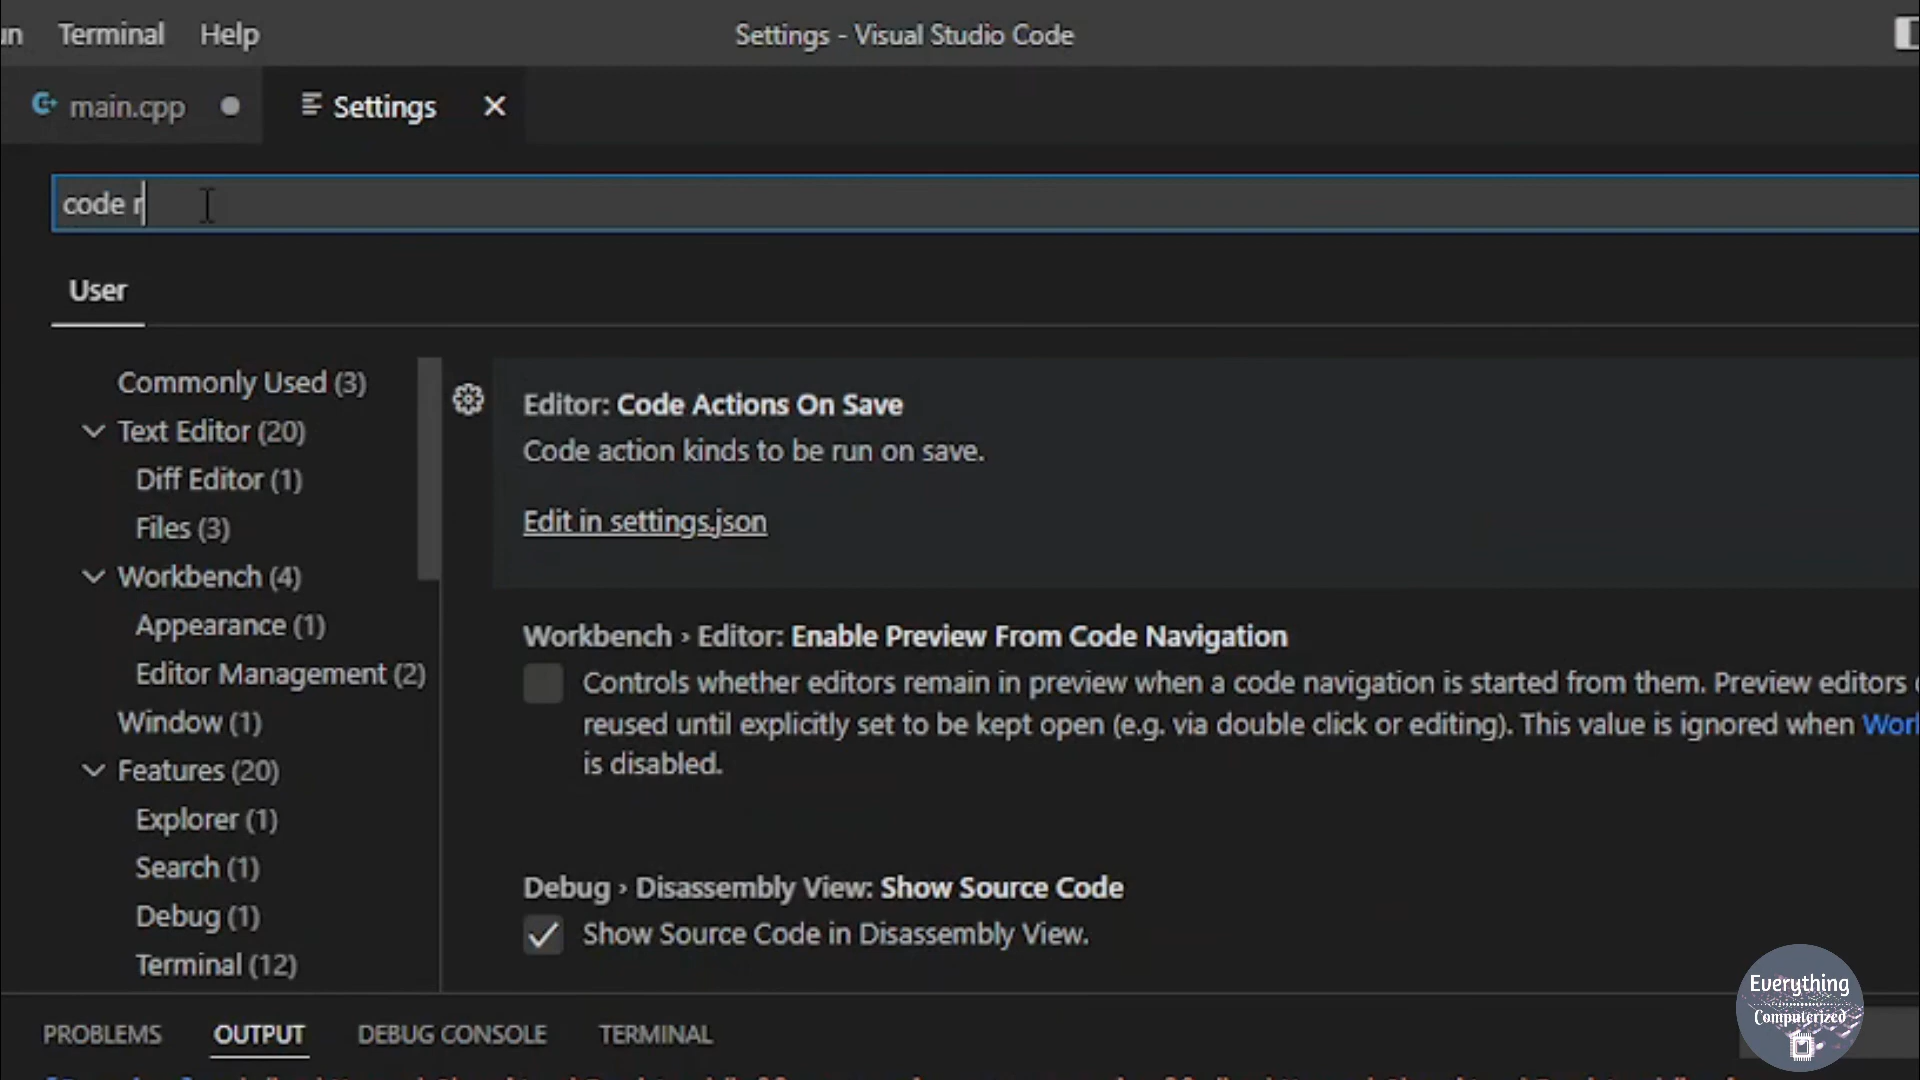 un Terminal Help Settings - Visual Studio Code
main.cpp Settings
code r
User
Commonly Used (3)
Text Editor (20)
Diff Editor (1)
Files (3)
Workbench (4)
Appearance (1)
Editor Management (2)
Window (1)
Features (20)
Explorer (1)
Search (1)
Debug (1)
Terminal (12)
Editor: Code Actions On Save
Code action kinds to be run on save.
Edit in settings.json
Workbench › Editor: Enable Preview From Code Navigation
Controls whether editors remain in preview when a code navigation is started from them. Preview editors
reused until explicitly set to be kept open (e.g. via double click or editing). This value is ignored when Worl
is disabled.
Debug › Disassembly View: Show Source Code
Show Source Code in Disassembly View.
PROBLEMS OUTPUT DEBUG CONSOLE TERMINAL
Everything
Computerized